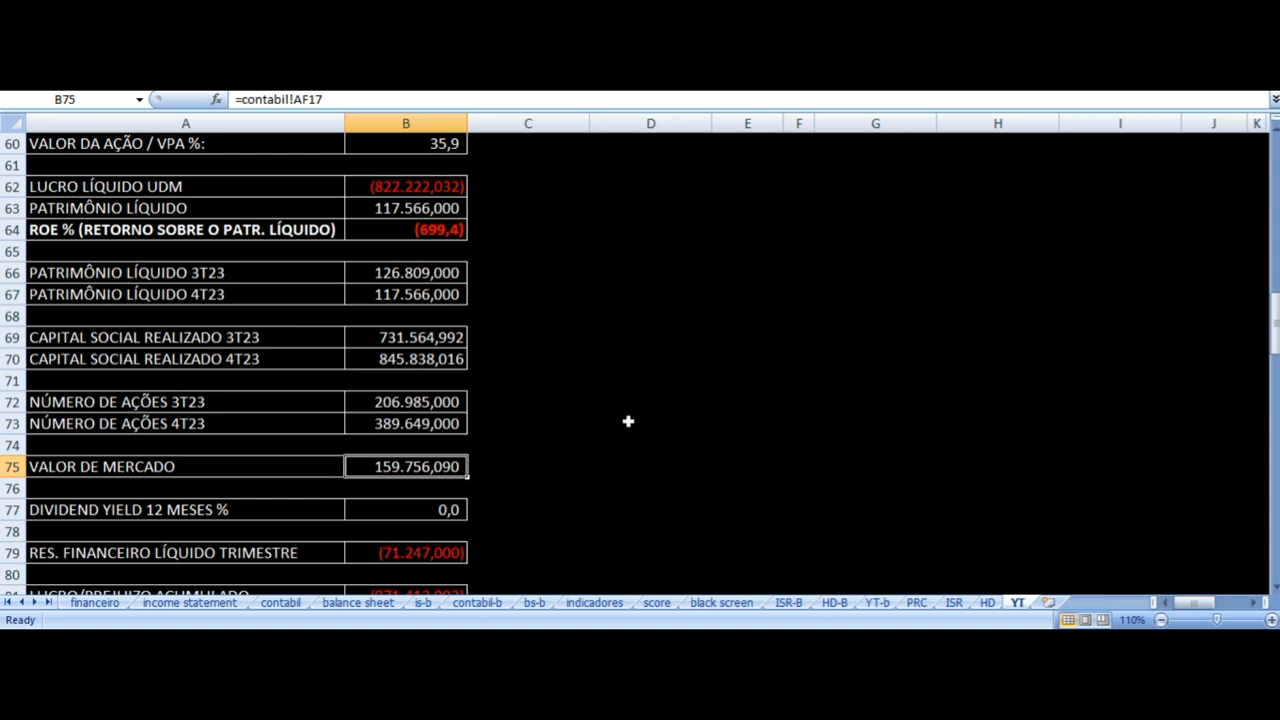 B75 fx =contabil!AF17
A B C D E F G H I J K
60 VALOR DA AÇÃO / VPA %: 35,9
61
62 LUCRO LÍQUIDO UDM (822.222,032)
63 PATRIMÔNIO LÍQUIDO 117.566,000
64 ROE % (RETORNO SOBRE O PATR. LÍQUIDO) (699,4)
65
66 PATRIMÔNIO LÍQUIDO 3T23 126.809,000
67 PATRIMÔNIO LÍQUIDO 4T23 117.566,000
68
69 CAPITAL SOCIAL REALIZADO 3T23 731.564,992
70 CAPITAL SOCIAL REALIZADO 4T23 845.838,016
71
72 NÚMERO DE AÇÕES 3T23 206.985,000
73 NÚMERO DE AÇÕES 4T23 389.649,000
74
75 VALOR DE MERCADO 159.756,090
76
77 DIVIDEND YIELD 12 MESES % 0,0
78
79 RES. FINANCEIRO LÍQUIDO TRIMESTRE (71.247,000)
80
81 LUCRO/PREJUIZO ACUMULADO
financeiro income statement contabil balance sheet is-b contabil-b bs-b indicadores score black screen ISR-B HD-B YT-b PRC ISR HD YT
Ready 110%